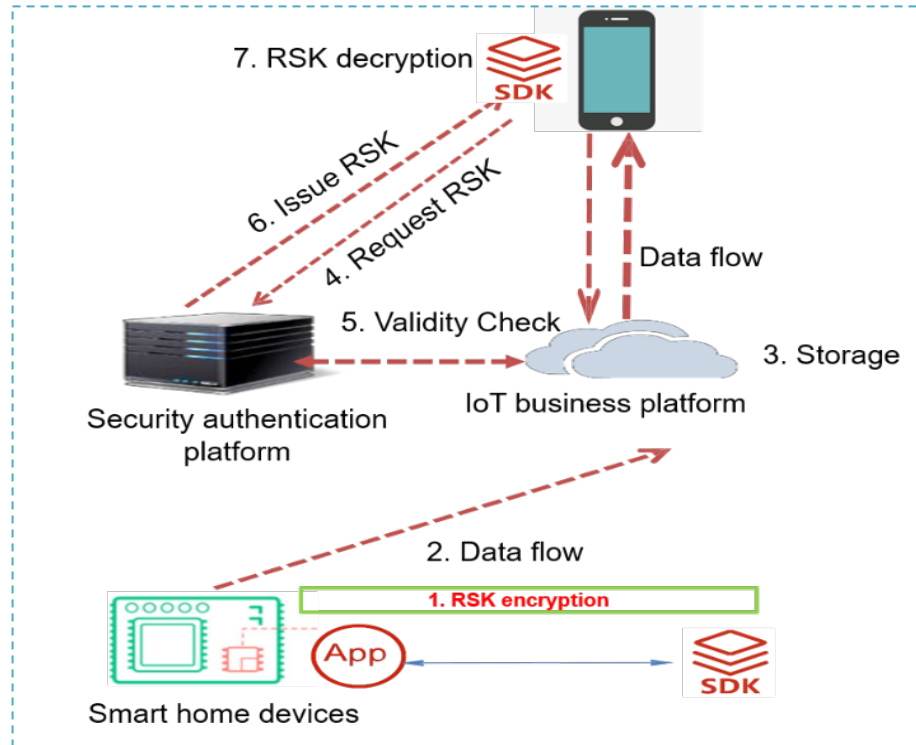 7. RSK decryption
SDK
6. Issue RSK
4. Request RSK
Data flow
5. Validity Check
3. Storage
IoT business platform
Security authentication
platform
2. Data flow
1. RSK encryption
App
SDK
Smart home devices